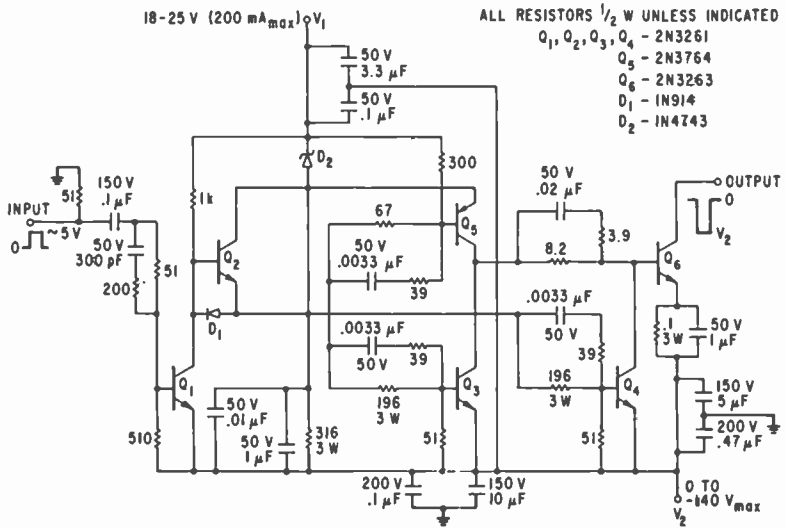 18-25 V (200 mA max) V1
ALL RESISTORS 1/2 W UNLESS INDICATED
Q1, Q2, Q3, Q4 - 2N3261
Q5 - 2N3764
Q6 - 2N3263
D1 - 1N914
D2 - 1N4743
50 V
3.3 µF
50 V
.1 µF
D2
300
51
150 V
.1 µF
INPUT
0
~5V
50 V
300 pF
200
51
1k
Q2
67
50 V
.0033 µF
39
Q5
50 V
.02 µF
3.9
8.2
OUTPUT
0
V2
Q6
D1
.0033 µF
50 V
39
196
3 W
Q3
.0033 µF
50 V
39
196
3 W
Q4
.1
3W
50 V
1 µF
Q1
510
50 V
.01 µF
50 V
1 µF
316
3 W
51
51
150 V
5 µF
200 V
.47 µF
200 V
.1 µF
150 V
10 µF
0 TO
-140 V max
V2